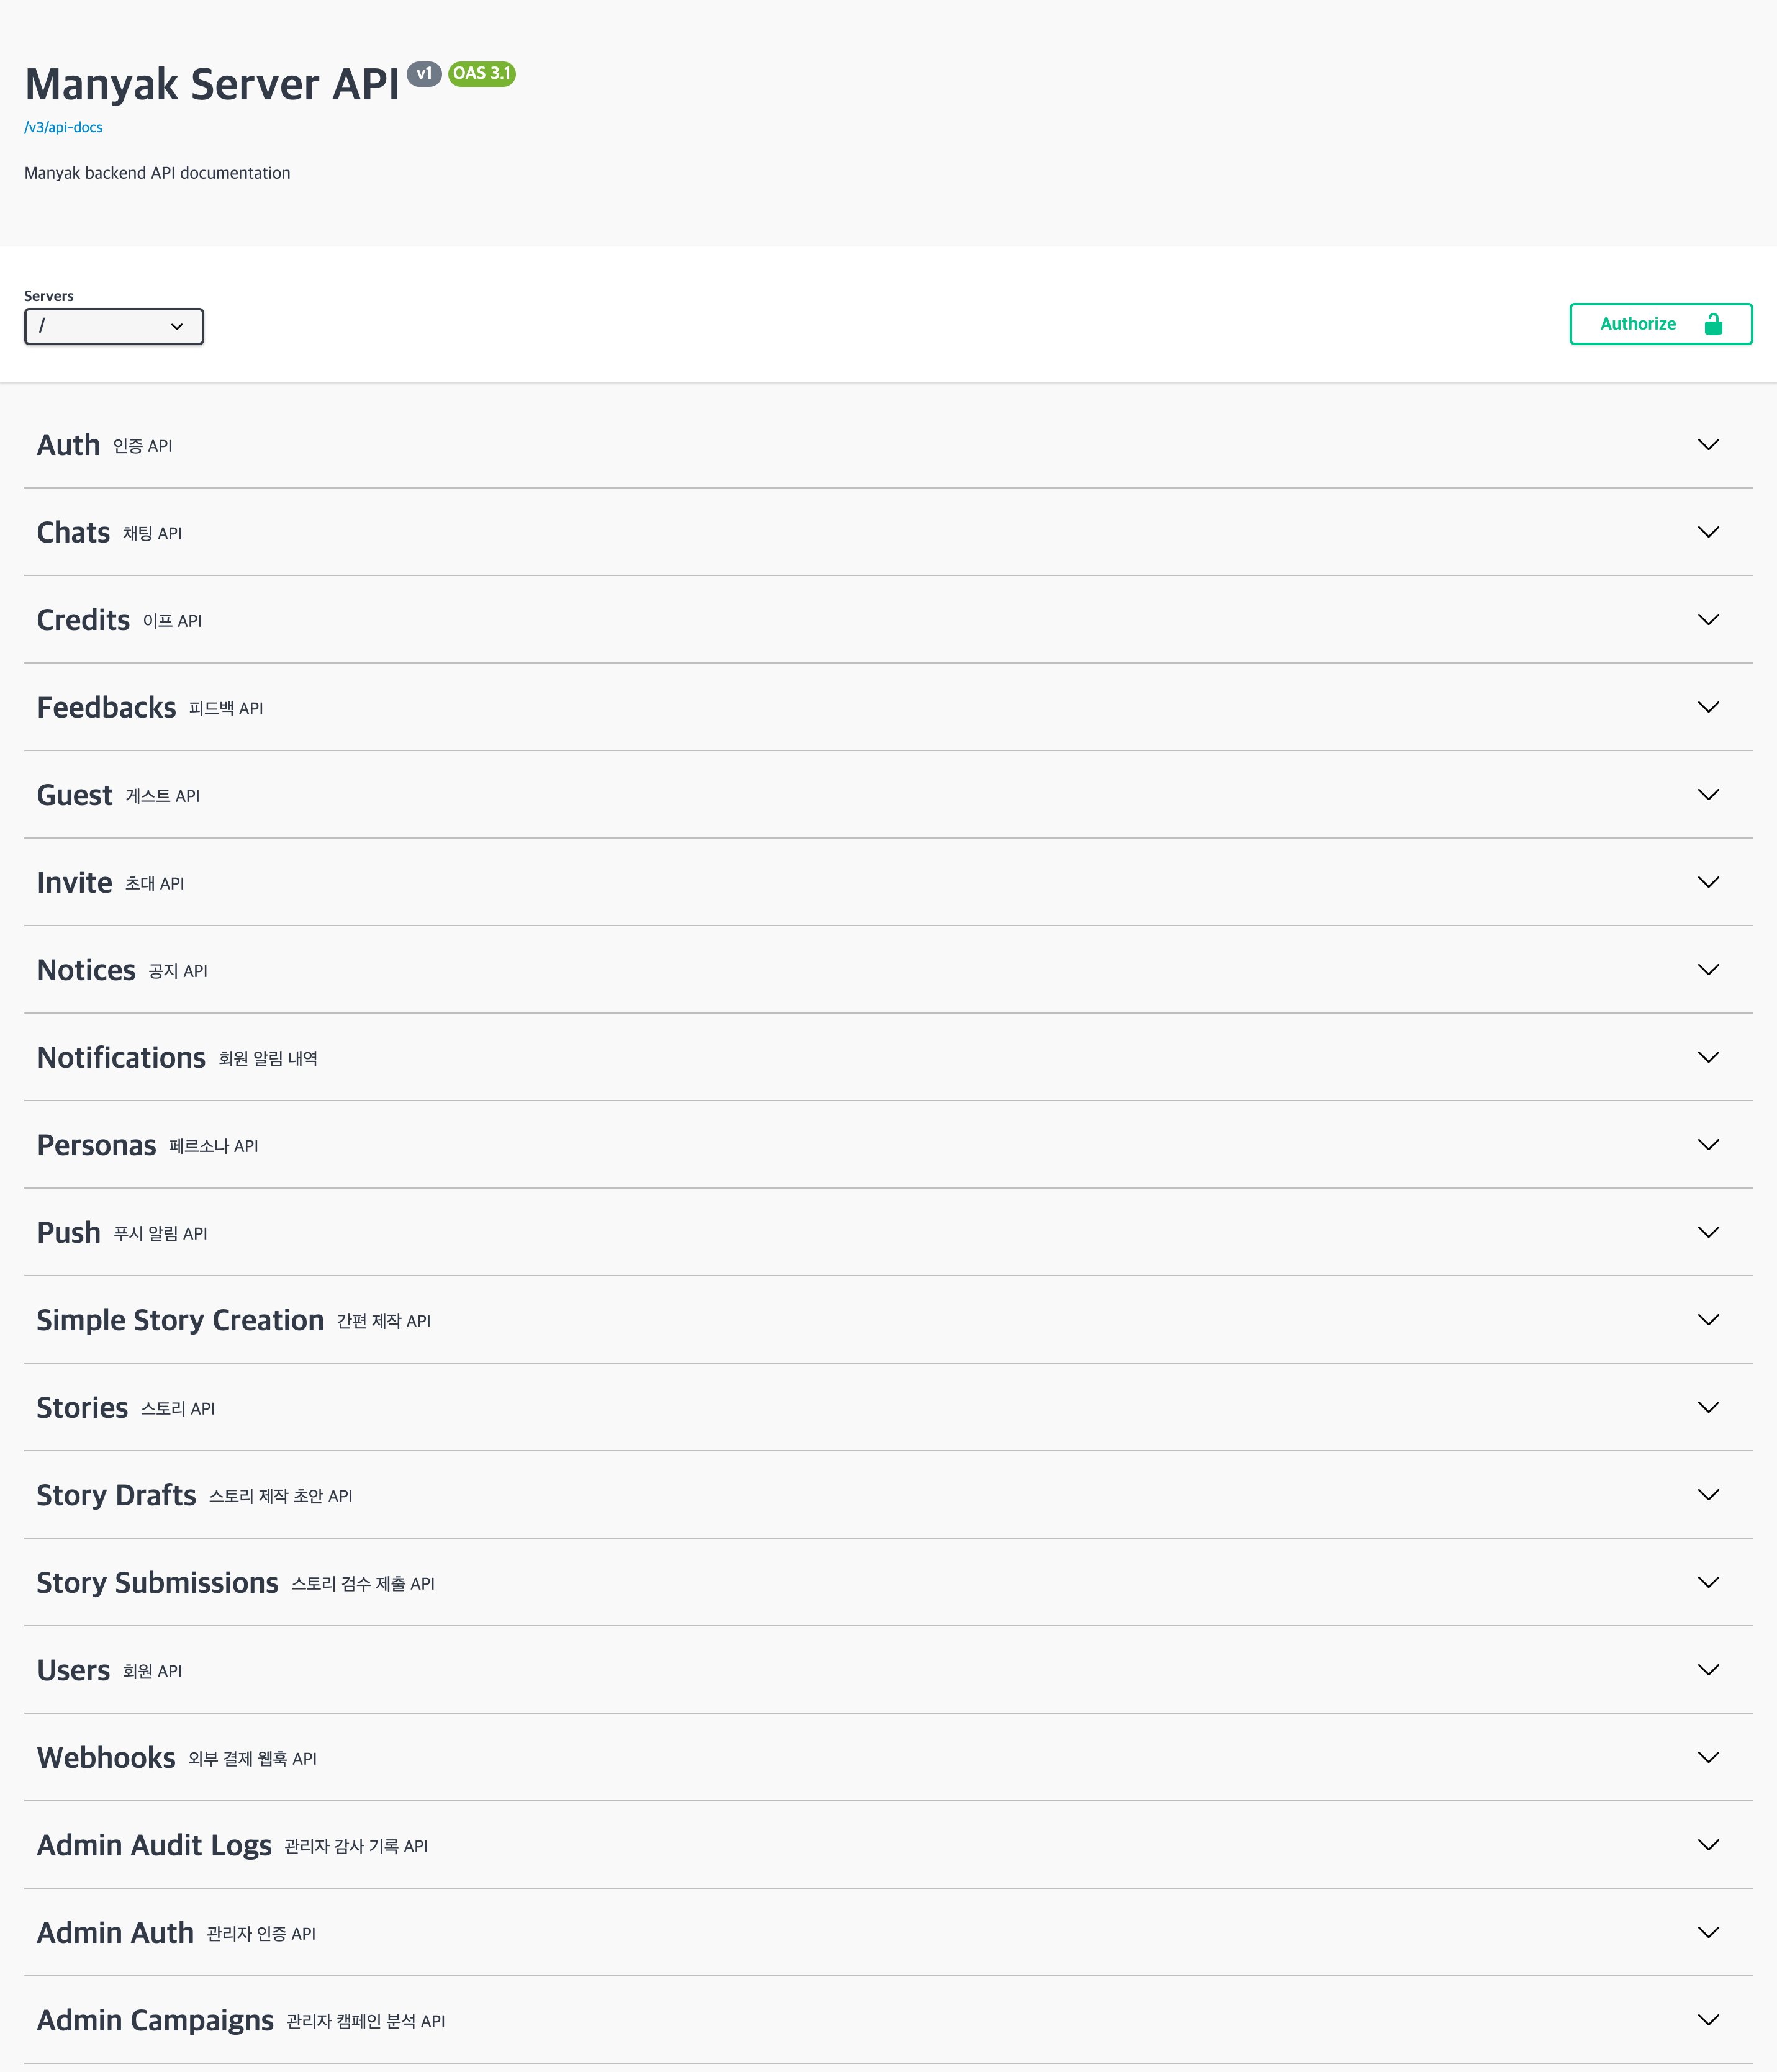 Manyak Server API v1 OAS 3.1
/v3/api-docs
Manyak backend API documentation
Servers
/
Authorize
Auth 인증 API
Chats 채팅 API
Credits 이프 API
Feedbacks 피드백 API
Guest 게스트 API
Invite 초대 API
Notices 공지 API
Notifications 회원 알림 내역
Personas 페르소나 API
Push 푸시 알림 API
Simple Story Creation 간편 제작 API
Stories 스토리 API
Story Drafts 스토리 제작 초안 API
Story Submissions 스토리 검수 제출 API
Users 회원 API
Webhooks 외부 결제 웹훅 API
Admin Audit Logs 관리자 감사 기록 API
Admin Auth 관리자 인증 API
Admin Campaigns 관리자 캠페인 분석 API